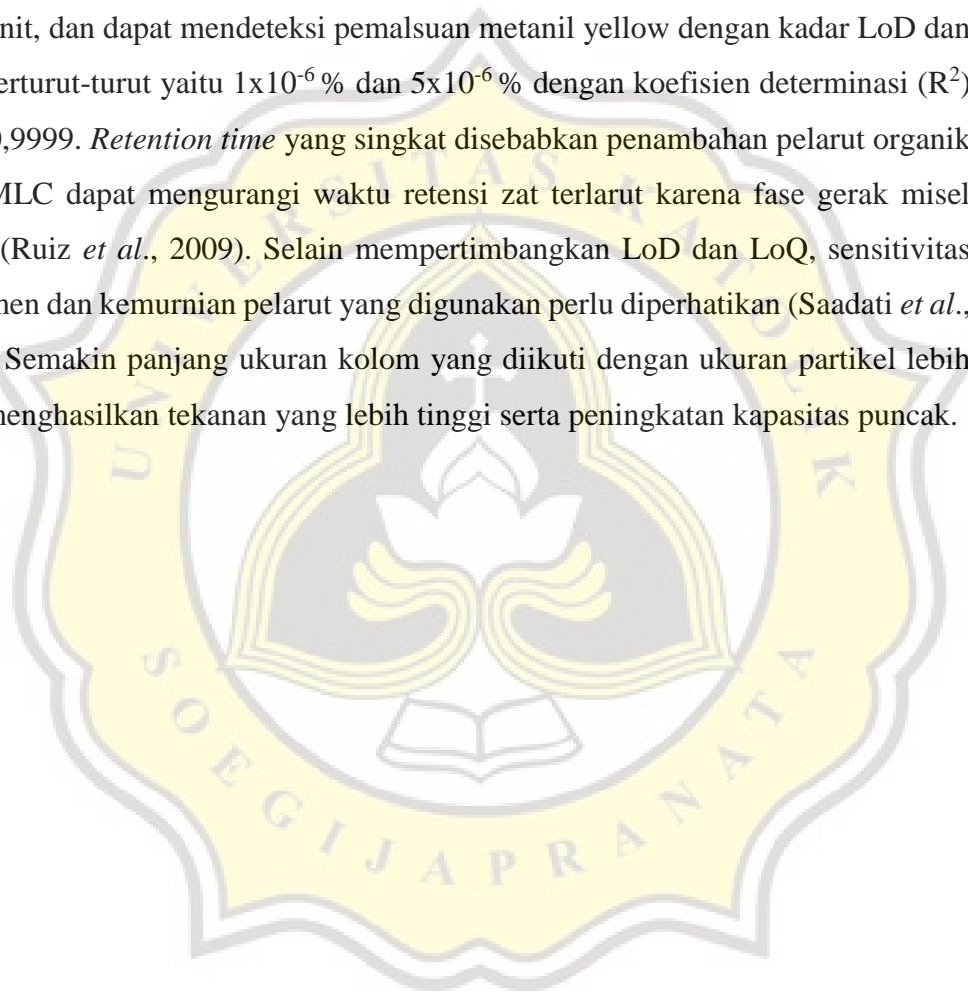 nit, dan dapat mendeteksi pemalsuan metanil yellow dengan kadar LoD dan
erturut-turut yaitu 1x10⁻⁶ % dan 5x10⁻⁶ % dengan koefisien determinasi (R²)
,9999. Retention time yang singkat disebabkan penambahan pelarut organik
MLC dapat mengurangi waktu retensi zat terlarut karena fase gerak misel
(Ruiz et al., 2009). Selain mempertimbangkan LoD dan LoQ, sensitivitas
men dan kemurnian pelarut yang digunakan perlu diperhatikan (Saadati et al.,
Semakin panjang ukuran kolom yang diikuti dengan ukuran partikel lebih
menghasilkan tekanan yang lebih tinggi serta peningkatan kapasitas puncak.
UNIVERSITAS KATOLIK
SOEGIJAPRANATA